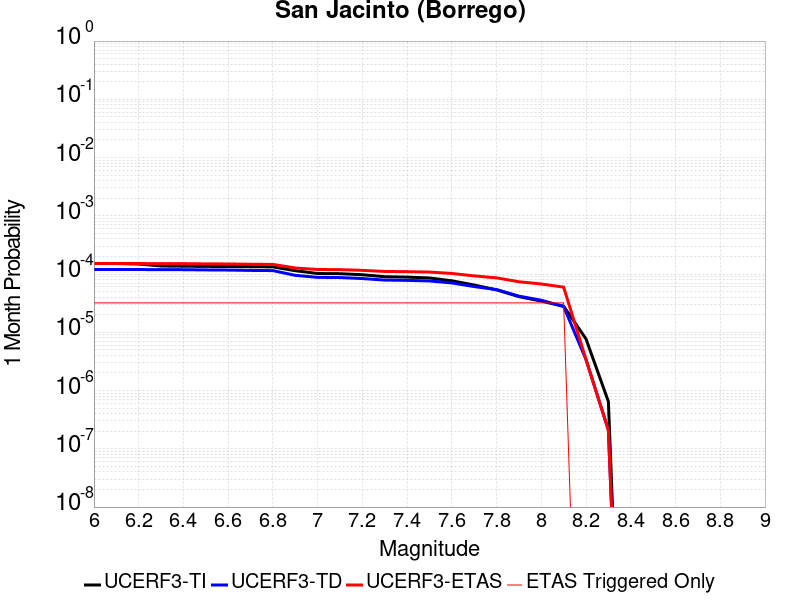 San Jacinto (Borrego)
10^0
10^-1
10^-2
10^-3
10^-4
10^-5
10^-6
10^-7
10^-8
1 Month Probability
6 6.2 6.4 6.6 6.8 7 7.2 7.4 7.6 7.8 8 8.2 8.4 8.6 8.8 9
Magnitude
UCERF3-TI UCERF3-TD UCERF3-ETAS ETAS Triggered Only